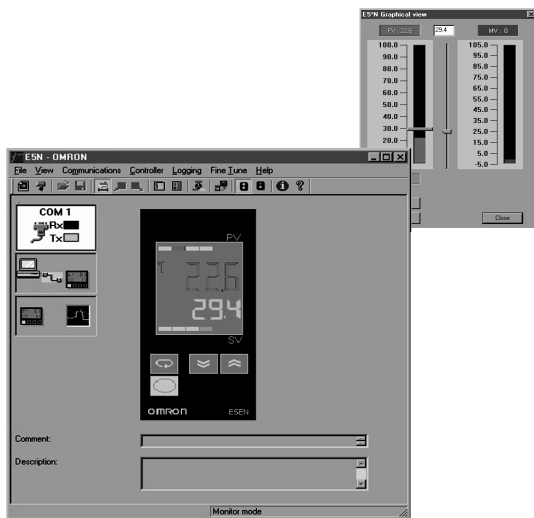 E5*N Graphical view
PV : 22.6
29.4
MV : 0
100.0
90.0
80.0
70.0
60.0
50.0
40.0
30.0
20.0
105.0
95.0
85.0
75.0
65.0
55.0
45.0
35.0
25.0
15.0
5.0
-5.0
Close
E5N - OMRON
File View Communications Controller Logging Fine Tune Help
COM 1
Rx
Tx
PV
22.6
29.4
SV
OMRON E5EN
Comment:
Description:
Monitor mode